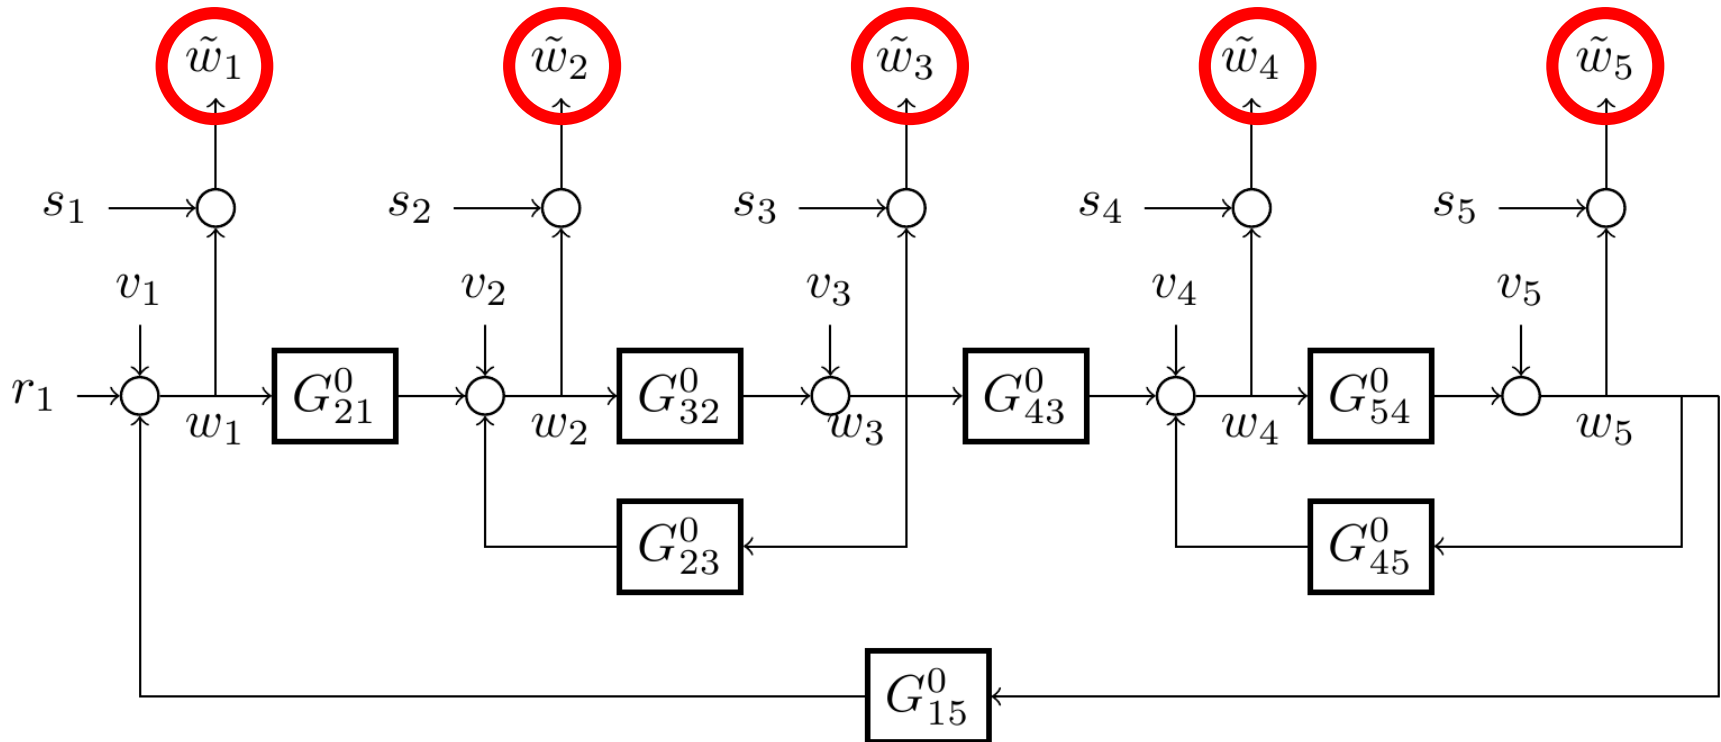 w̃₁ w̃₂ w̃₃ w̃₄ w̃₅
s₁ s₂ s₃ s₄ s₅
v₁ v₂ v₃ v₄ v₅
r₁ G⁰₂₁ G⁰₃₂ G⁰₄₃ G⁰₅₄
w₁ w₂ w₃ w₄ w₅
G⁰₂₃ G⁰₄₅
G⁰₁₅